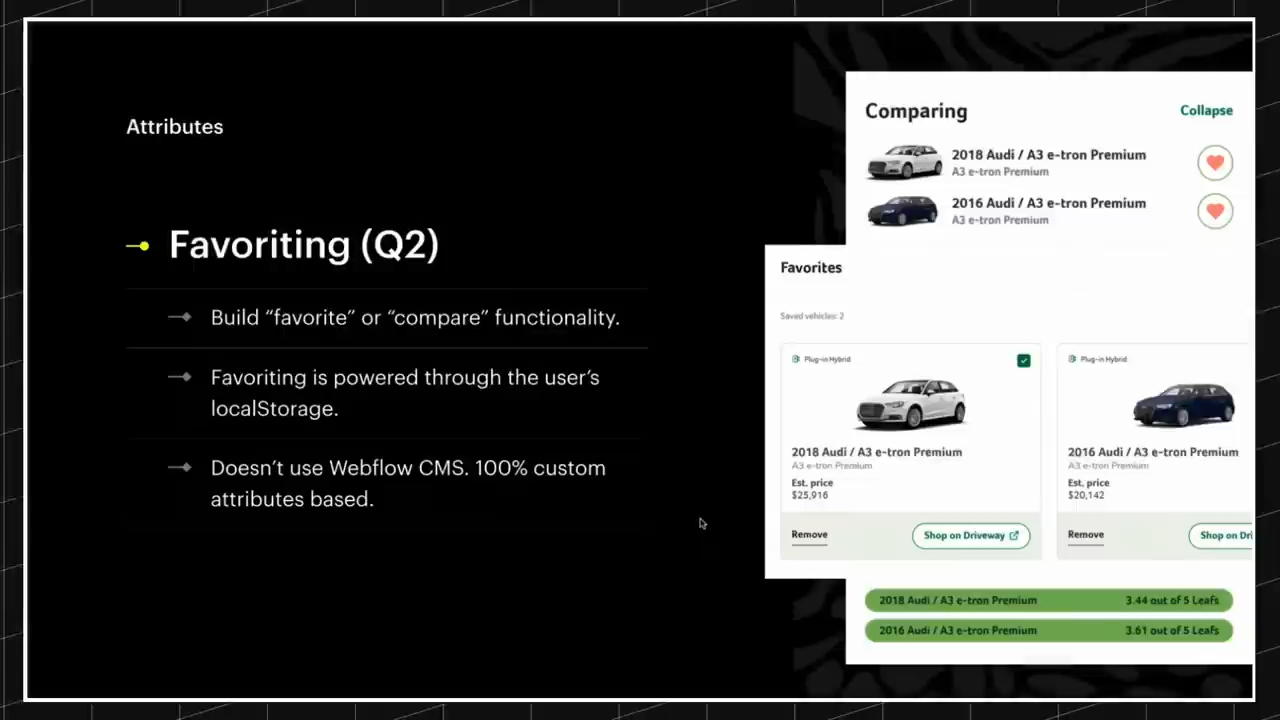 Attributes
Favoriting (Q2)
Build “favorite” or “compare” functionality.
Favoriting is powered through the user’s
localStorage.
Doesn’t use Webflow CMS. 100% custom
attributes based.
Comparing
Collapse
2018 Audi / A3 e-tron Premium
A3 e-tron Premium
2016 Audi / A3 e-tron Premium
A3 e-tron Premium
Favorites
Saved vehicles: 2
Plug-in Hybrid
2018 Audi / A3 e-tron Premium
A3 e-tron Premium
Est. price
$25,916
Remove
Shop on Driveway
Plug-in Hybrid
2016 Audi / A3 e-tron Premium
A3 e-tron Premium
Est. price
$20,142
Remove
Shop on Dri
2018 Audi / A3 e-tron Premium
3.44 out of 5 Leafs
2016 Audi / A3 e-tron Premium
3.61 out of 5 Leafs